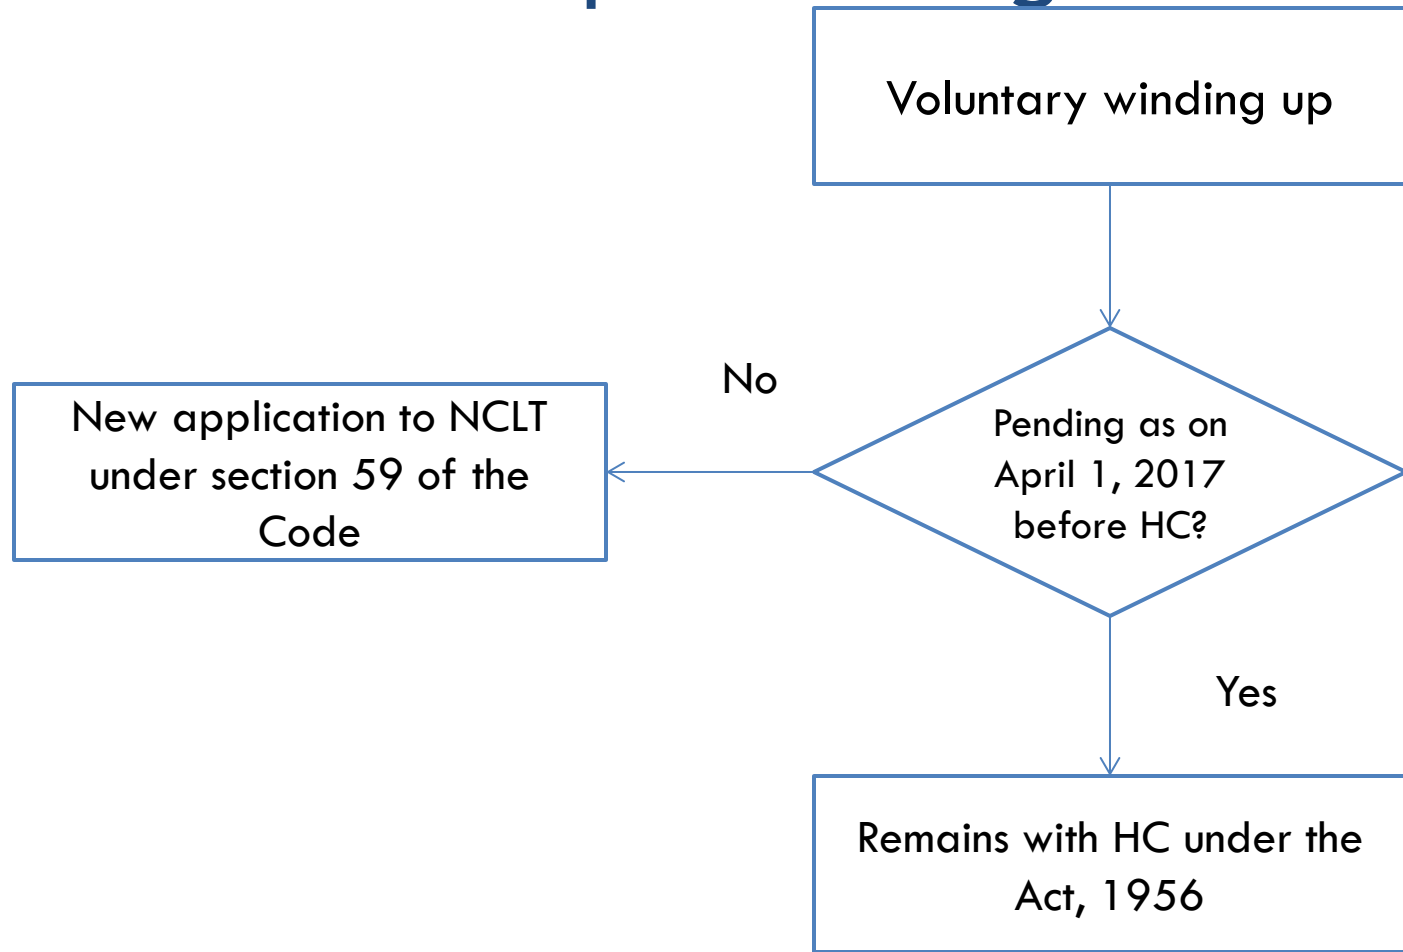 Voluntary winding up
No
New application to NCLT
under section 59 of the
Code
Pending as on
April 1, 2017
before HC?
Yes
Remains with HC under the
Act, 1956